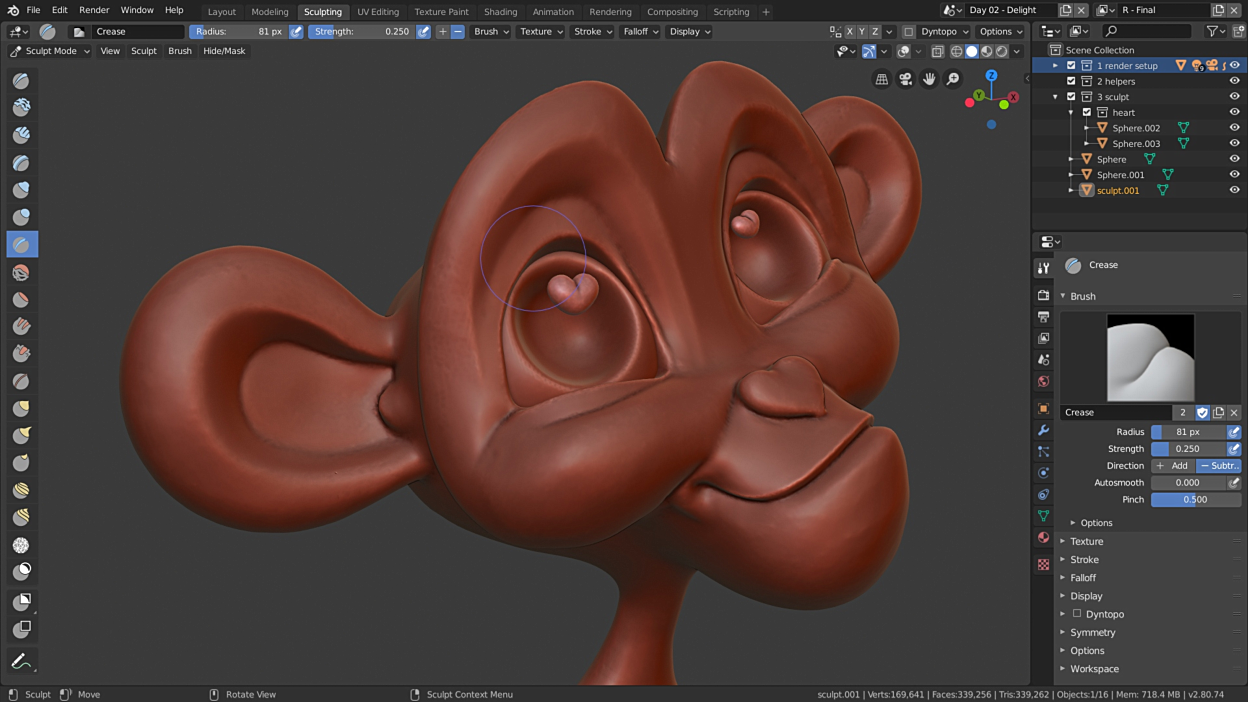 File Edit Render Window Help Layout Modeling Sculpting UV Editing Texture Paint Shading Animation Rendering Compositing Scripting + Day 02 - Delight R - Final
Crease Radius: 81 px Strength: 0.250 + − Brush Texture Stroke Falloff Display X Y Z Dyntopo Options
Sculpt Mode View Sculpt Brush Hide/Mask
Z
Y
X
Scene Collection
1 render setup 9
2 helpers
3 sculpt
heart
Sphere.002
Sphere.003
Sphere
Sphere.001
sculpt.001
Crease
Brush
Crease 2
Radius 81 px
Strength 0.250
Direction + Add − Subtr..
Autosmooth 0.000
Pinch 0.500
Options
Texture
Stroke
Falloff
Display
Dyntopo
Symmetry
Options
Workspace
Sculpt Move Rotate View Sculpt Context Menu sculpt.001 | Verts:169,641 | Faces:339,256 | Tris:339,262 | Objects:1/16 | Mem: 718.4 MB | v2.80.74